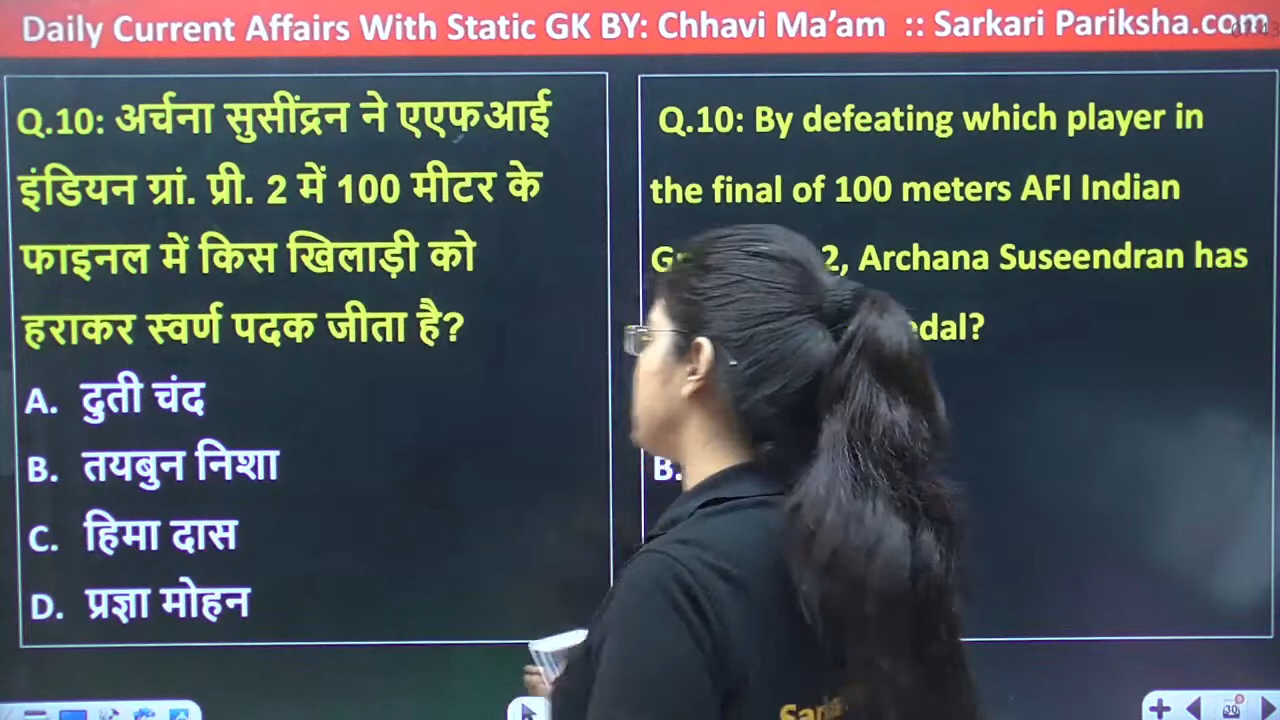 Daily Current Affairs With Static GK BY: Chhavi Ma’am :: Sarkari Pariksha.com
Q.10: अर्चना सुसींद्रन ने एएफआई
इंडियन ग्रां. प्री. 2 में 100 मीटर के
फाइनल में किस खिलाड़ी को
हराकर स्वर्ण पदक जीता है?
A. दुती चंद
B. तयबुन निशा
C. हिमा दास
D. प्रज्ञा मोहन
Q.10: By defeating which player in
the final of 100 meters AFI Indian
2, Archana Suseendran has
B.
30